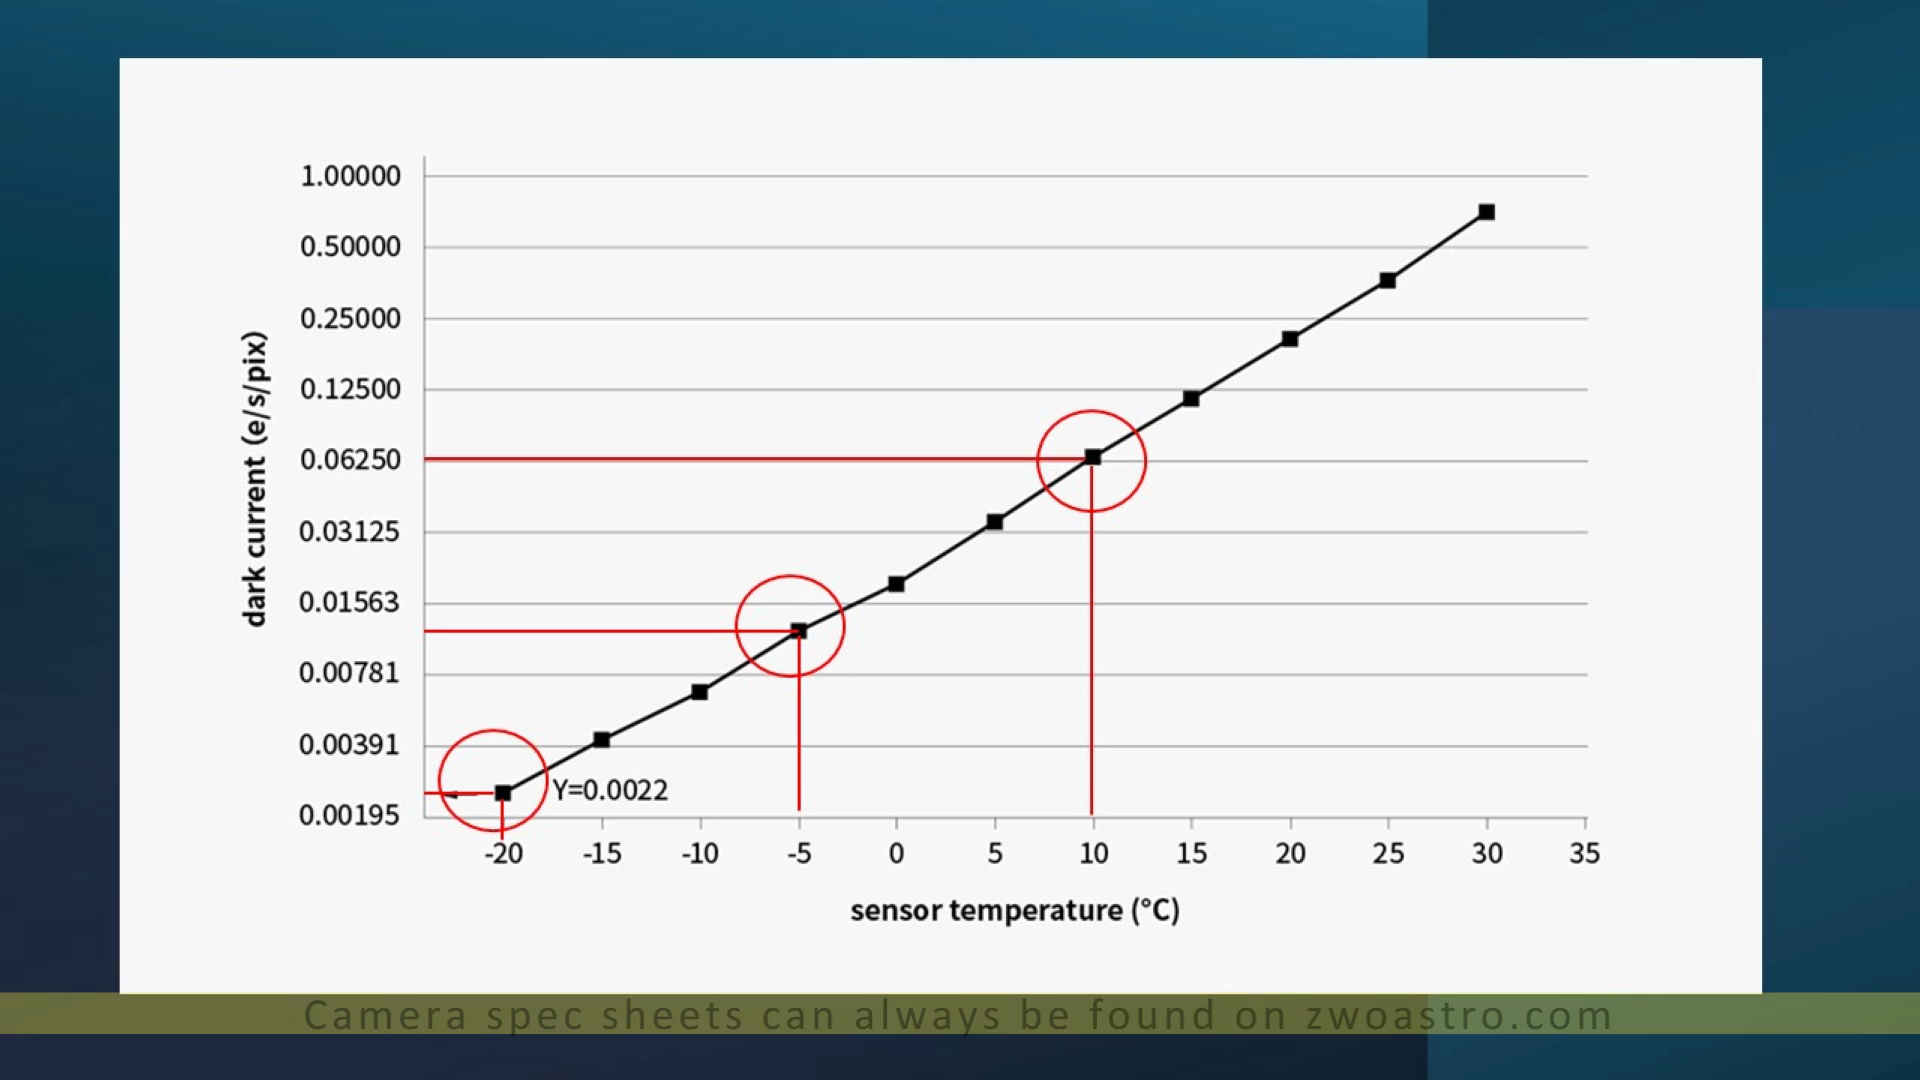 1.00000
0.50000
0.25000
0.12500
0.06250
0.03125
0.01563
0.00781
0.00391
0.00195
dark current (e/s/pix)
Y=0.0022
-20 -15 -10 -5 0 5 10 15 20 25 30 35
sensor temperature (°C)
Camera spec sheets can always be found on zwoastro.com